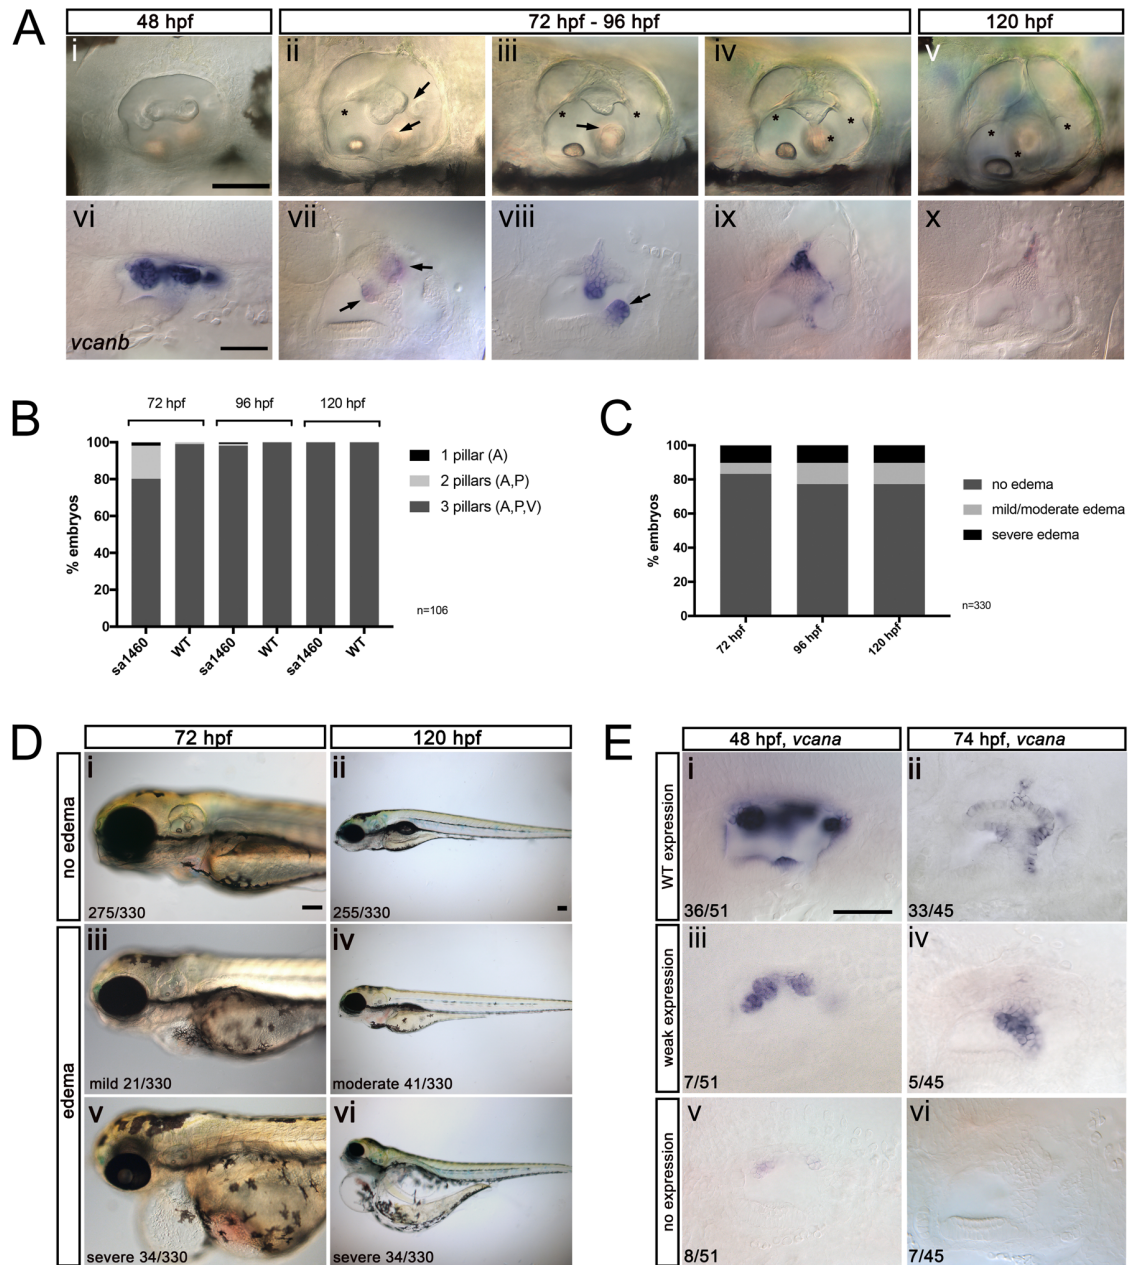 A
48 hpf
72 hpf - 96 hpf
120 hpf
i
ii
iii
iv
v
*
* *
* * *
* * *
vi
vii
viii
ix
x
vcanb
B
72 hpf
96 hpf
120 hpf
% embryos
100
80
60
40
20
0
sa1460
WT
sa1460
WT
sa1460
WT
1 pillar (A)
2 pillars (A,P)
3 pillars (A,P,V)
n=106
C
% embryos
100
80
60
40
20
0
72 hpf
96 hpf
120 hpf
no edema
mild/moderate edema
severe edema
n=330
D
72 hpf
120 hpf
no edema
i
275/330
ii
255/330
edema
iii
mild 21/330
iv
moderate 41/330
v
severe 34/330
vi
severe 34/330
E
48 hpf, vcana
74 hpf, vcana
WT expression
i
36/51
ii
33/45
weak expression
iii
7/51
iv
5/45
no expression
v
8/51
vi
7/45